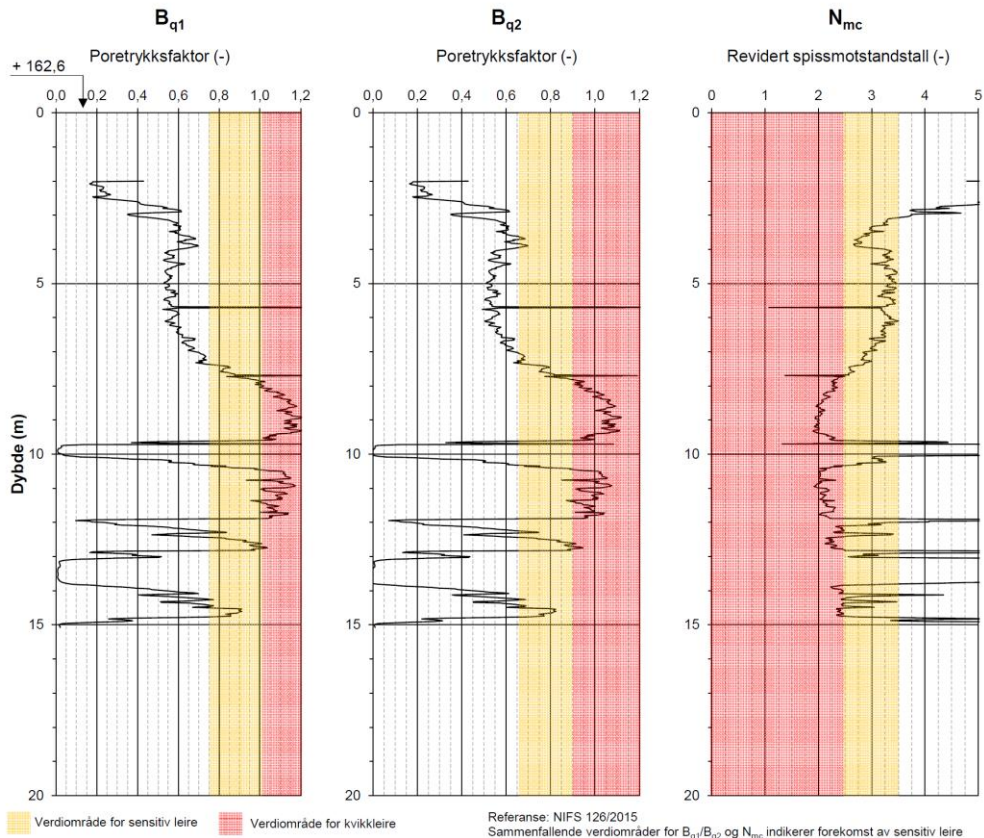 Bq1 Bq2 Nmc
Poretrykksfaktor (-) Poretrykksfaktor (-) Revidert spissmotstandstall (-)
+ 162,6
0,0 0,2 0,4 0,6 0,8 1,0 1,2 0,0 0,2 0,4 0,6 0,8 1,0 1,2 0 1 2 3 4 5
0 0 0
5 5 5
Dybde (m)
10 10 10
15 15 15
20 20 20
Verdiområde for sensitiv leire Verdiområde for kvikkleire
Referanse: NIFS 126/2015
Sammenfallende verdiområder for Bq1/Bq2 og Nmc indikerer forekomst av sensitiv leire